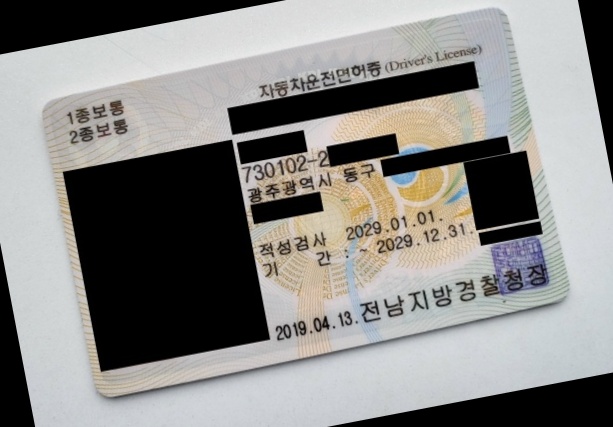 자동차운전면허증 (Driver's License)
1종보통
2종보통
730102-2
광주광역시 동구
적성검사 2029.01.01.
기 간 : ~ 2029.12.31.
2019.04.13. 전남지방경찰청장